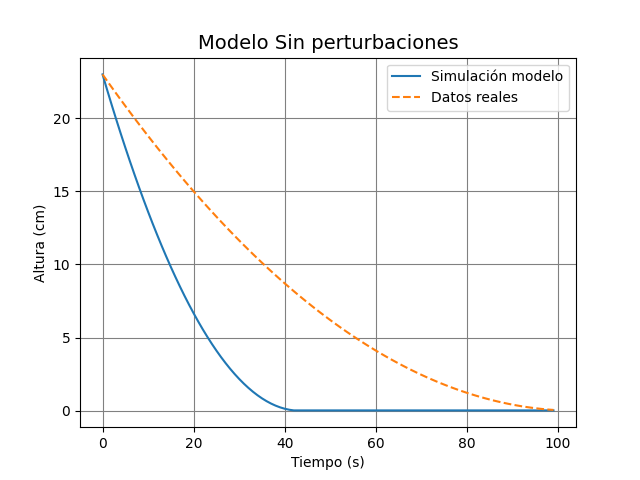 Modelo Sin perturbaciones
Simulación modelo
Datos reales
Altura (cm)
20
15
10
5
0
0 20 40 60 80 100
Tiempo (s)